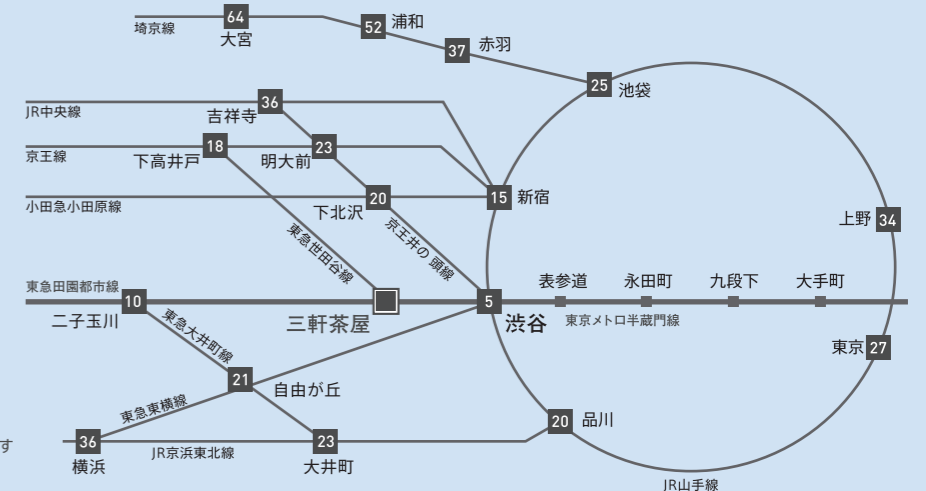 64
埼京線
大宮
52
浦和
37
赤羽
25
池袋
JR中央線
36
吉祥寺
京王線
18
下高井戸
23
明大前
小田急小田原線
20
下北沢
15
新宿
上野
34
東急世田谷線
京王井の頭線
東急田園都市線
10
二子玉川
三軒茶屋
5
渋谷
表参道
永田町
九段下
大手町
東京メトロ半蔵門線
東急大井町線
東京
27
21
自由が丘
東急東横線
す
36
横浜
JR京浜東北線
23
大井町
20
品川
JR山手線